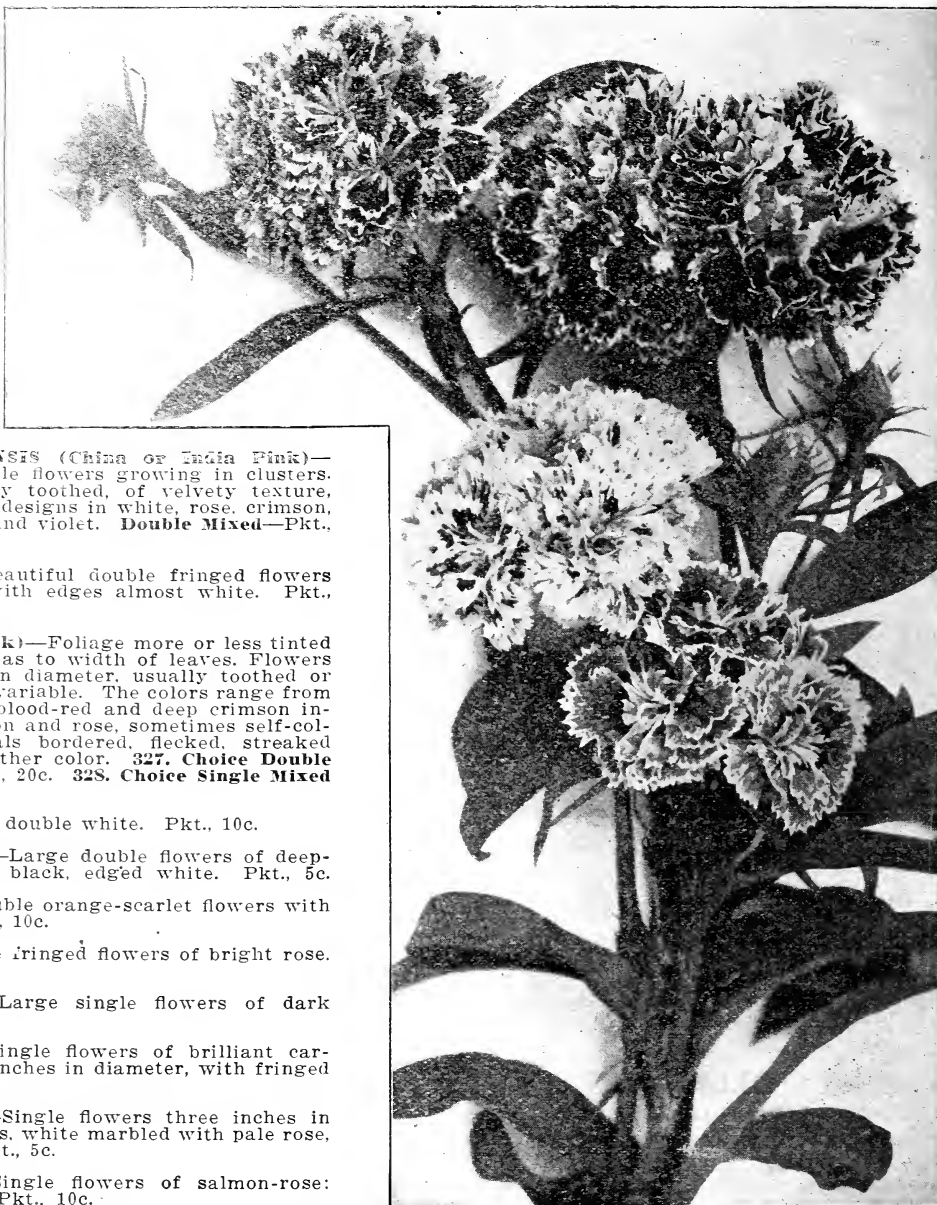 NSIS (China or India Pink)—
le flowers growing in clusters.
y toothed, of velvety texture,
designs in white, rose, crimson,
nd violet. Double Mixed—Pkt.,
eautiful double fringed flowers
vith edges almost white. Pkt.,
k)—Foliage more or less tinted
as to width of leaves. Flowers
n diameter, usually toothed or
variable. The colors range from
blood-red and deep crimson in-
on and rose, sometimes self-col-
als bordered, flecked, streaked
ther color. 327. Choice Double
, 20c. 328. Choice Single Mixed
double white. Pkt., 10c.
—Large double flowers of deep-
black, edged white. Pkt., 5c.
ble orange-scarlet flowers with
, 10c.
fringed flowers of bright rose.
Large single flowers of dark
ingle flowers of brilliant car-
nches in diameter, with fringed
Single flowers three inches in
s, white marbled with pale rose,
t., 5c.
Single flowers of salmon-rose:
Pkt., 10c.